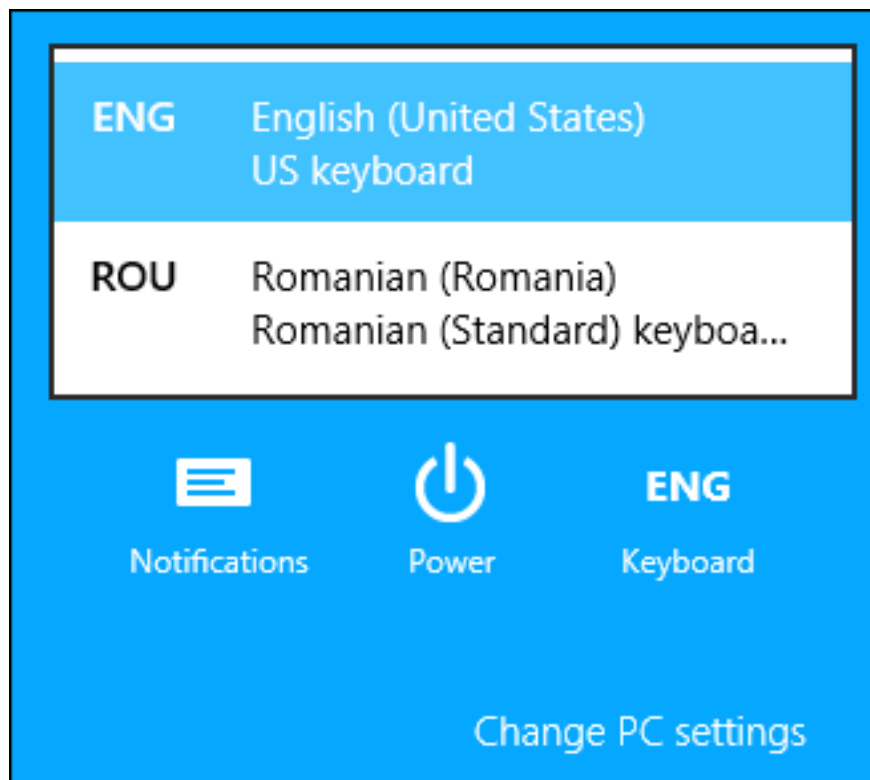 ENG English (United States)
US keyboard
ROU Romanian (Romania)
Romanian (Standard) keyboa...
ENG
Notifications Power Keyboard
Change PC settings